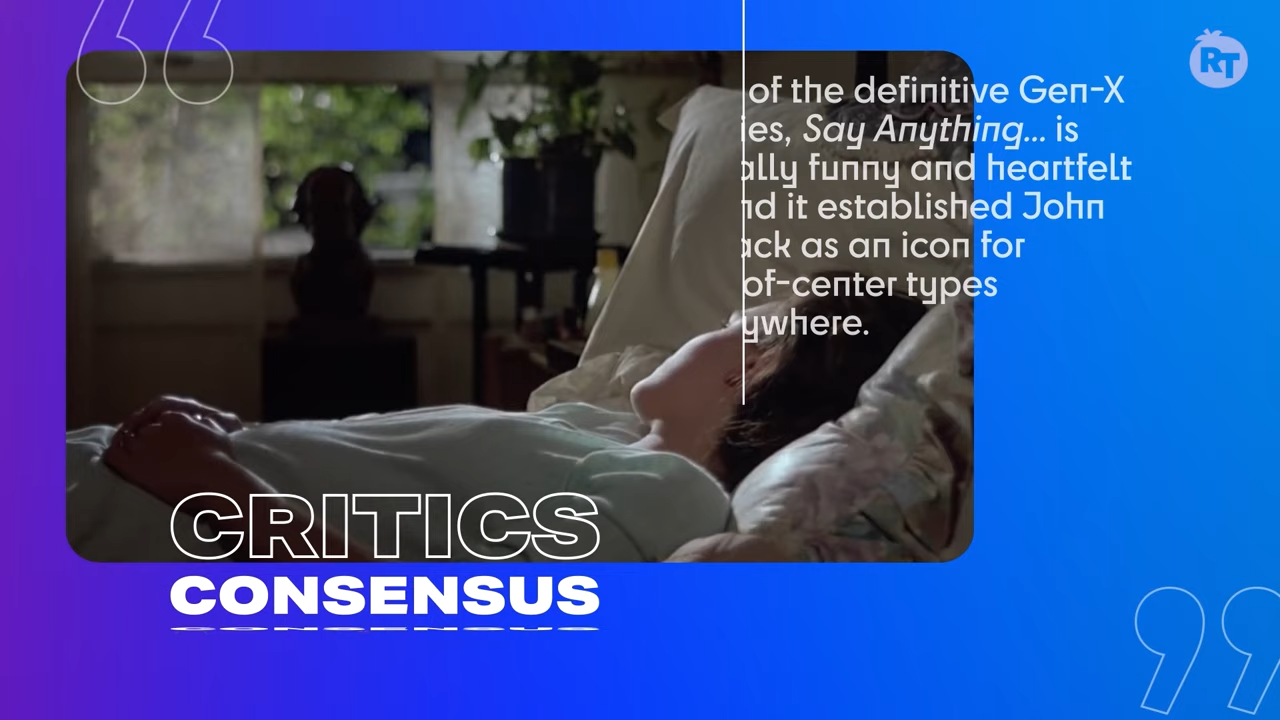 RT
of the definitive Gen-X
ies, Say Anything... is
ally funny and heartfelt
nd it established John
ack as an icon for
of-center types
ywhere.
CRITICS
CONSENSUS